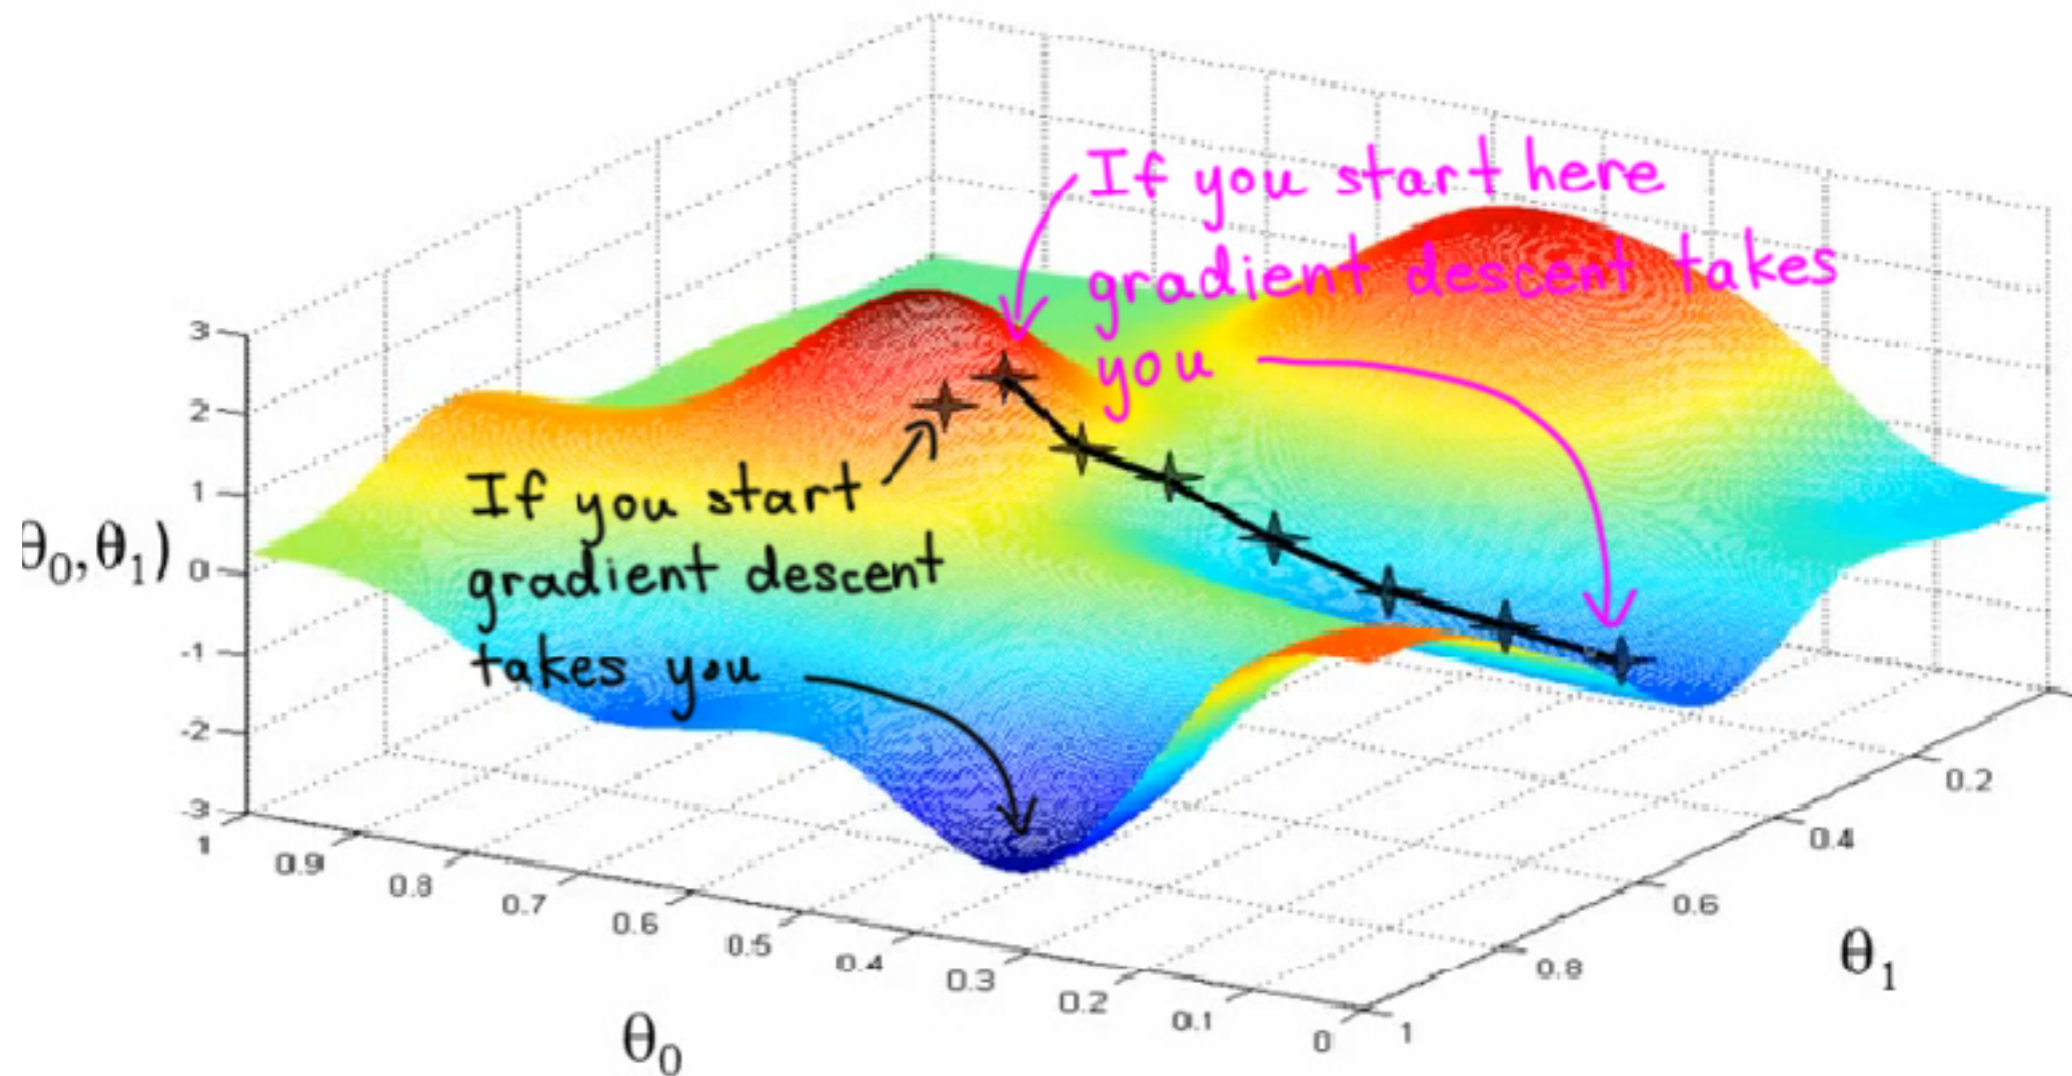 If you start here
gradient descent takes
you
If you start
gradient descent
takes you
3
2
1
0
-1
-2
-3
θ₀,θ₁)
1
0.9
0.8
0.7
0.6
0.5
0.4
0.3
0.2
0.1
0
θ₀
0.2
0.4
0.6
0.8
1
θ₁